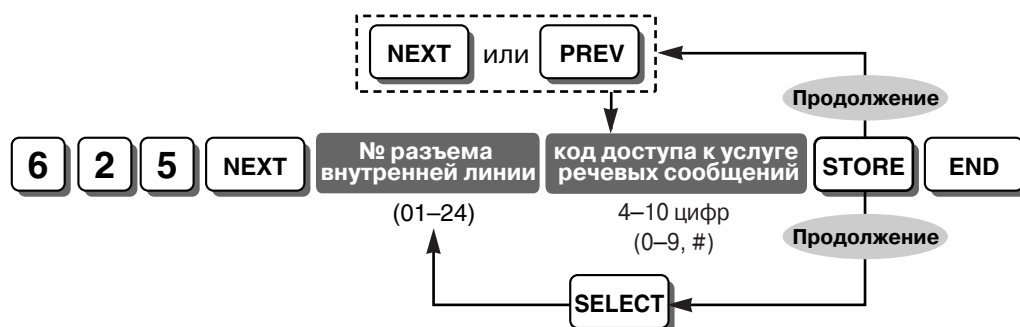 NEXT или PREV
Продолжение
6 2 5 NEXT № разъема внутренней линии код доступа к услуге речевых сообщений STORE END
(01–24)
4–10 цифр
(0–9, #)
Продолжение
SELECT